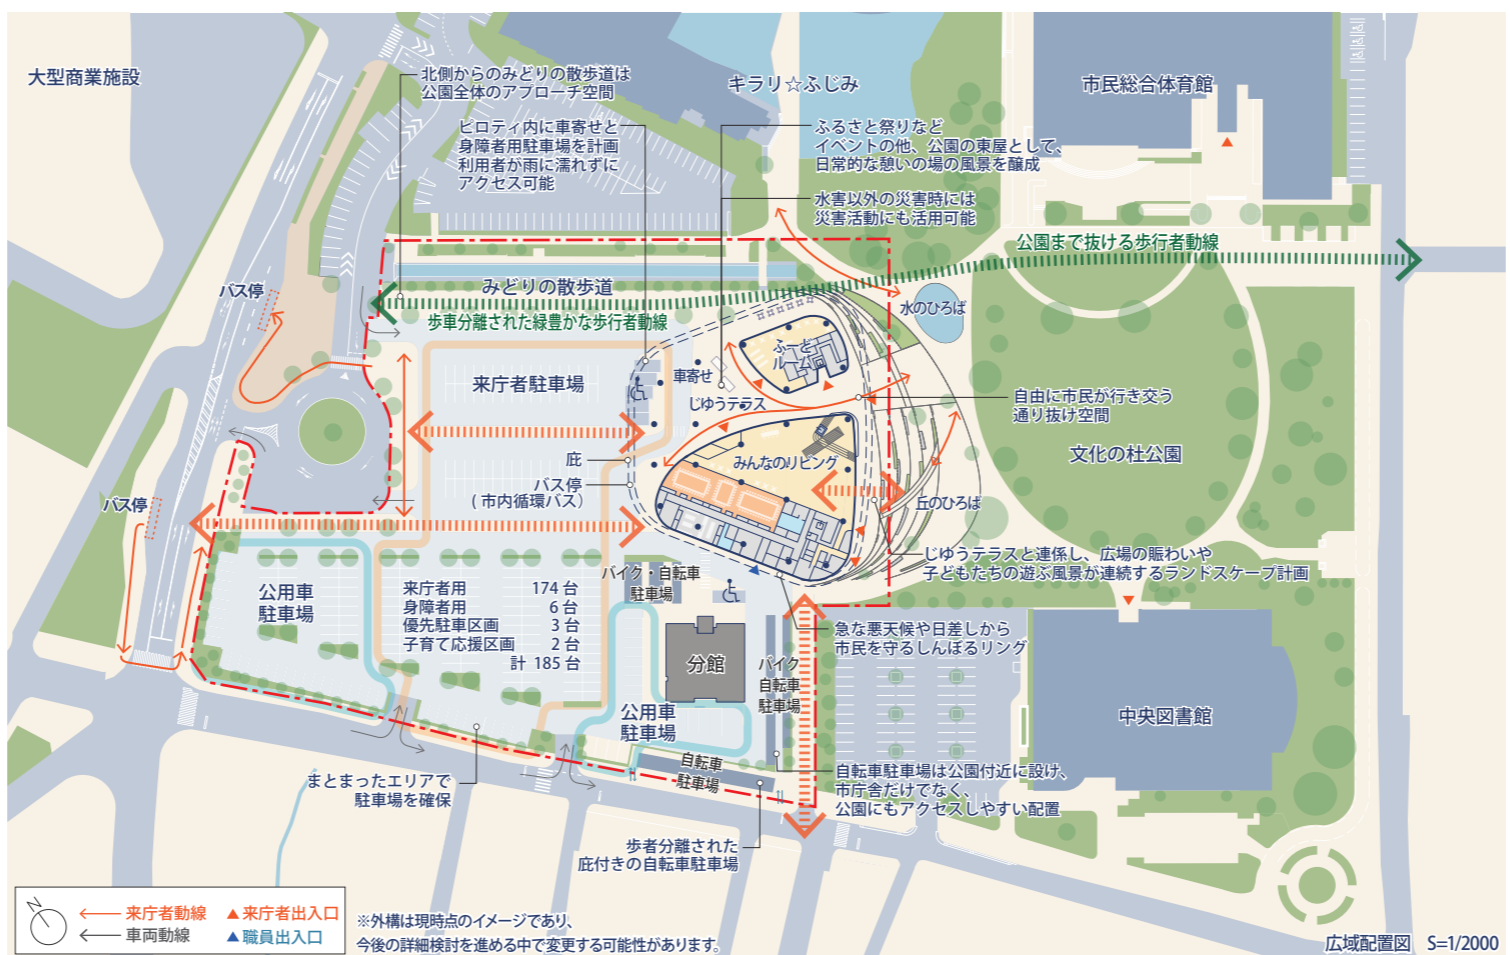 大型商業施設
北側からのみどりの散歩道は
公園全体のアプローチ空間
キラリ☆ふじみ
市民総合体育館
ピロティ内に車寄せと
身障者用駐車場を計画
利用者が雨に濡れずに
アクセス可能
ふるさと祭りなど
イベントの他、公園の東屋として、
日常的な憩いの場の風景を醸成
水害以外の災害時には
災害活動にも活用可能
公園まで抜ける歩行者動線
バス停
みどりの散歩道
歩車分離された緑豊かな歩行者動線
水のひろば
ふーど
ルーム
車寄せ
来庁者駐車場
じゆうテラス
自由に市民が行き交う
通り抜け空間
文化の杜公園
庇
みんなのリビング
バス停
(市内循環バス)
バス停
丘のひろば
じゆうテラスと連係し、広場の賑わいや
子どもたちの遊ぶ風景が連続するランドスケープ計画
バイク・自転車
駐車場
公用車
駐車場
来庁者用 174 台
身障者用 6 台
優先駐車区画 3 台
子育て応援区画 2 台
計 185 台
急な悪天候や日差しから
市民を守るしんぼるリング
分館
バイク
自転車
駐車場
公用車
駐車場
中央図書館
自転車
駐車場
自転車駐車場は公園付近に設け、
市庁舎だけでなく、
公園にもアクセスしやすい配置
まとまったエリアで
駐車場を確保
歩者分離された
庇付きの自転車駐車場
N
来庁者動線
来庁者出入口
車両動線
職員出入口
※外構は現時点のイメージであり、
今後の詳細検討を進める中で変更する可能性があります。
広域配置図 S=1/2000